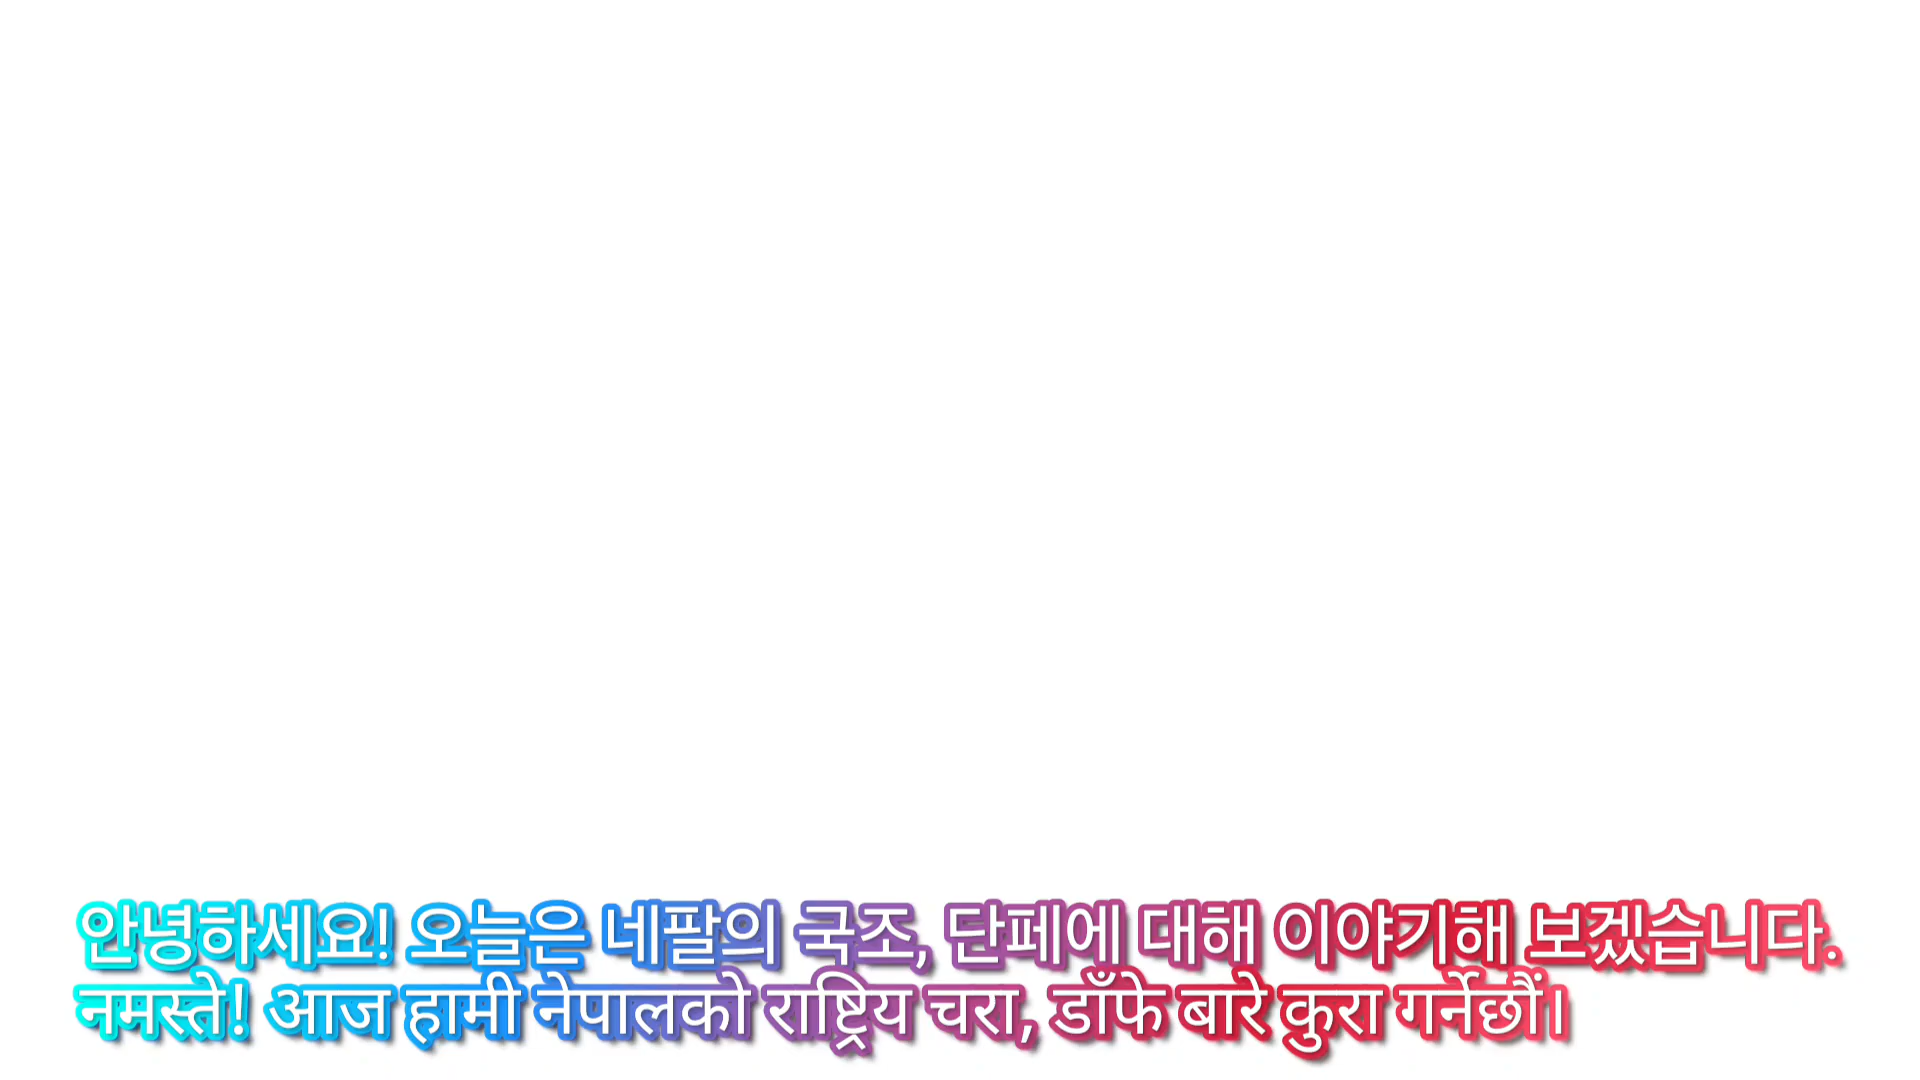 안녕하세요! 오늘은 네팔의 국조, 단페에 대해 이야기해 보겠습니다.
नमस्ते! आज हामी नेपालको राष्ट्रिय चरा, डाँफे बारे कुरा गर्नेछौं।